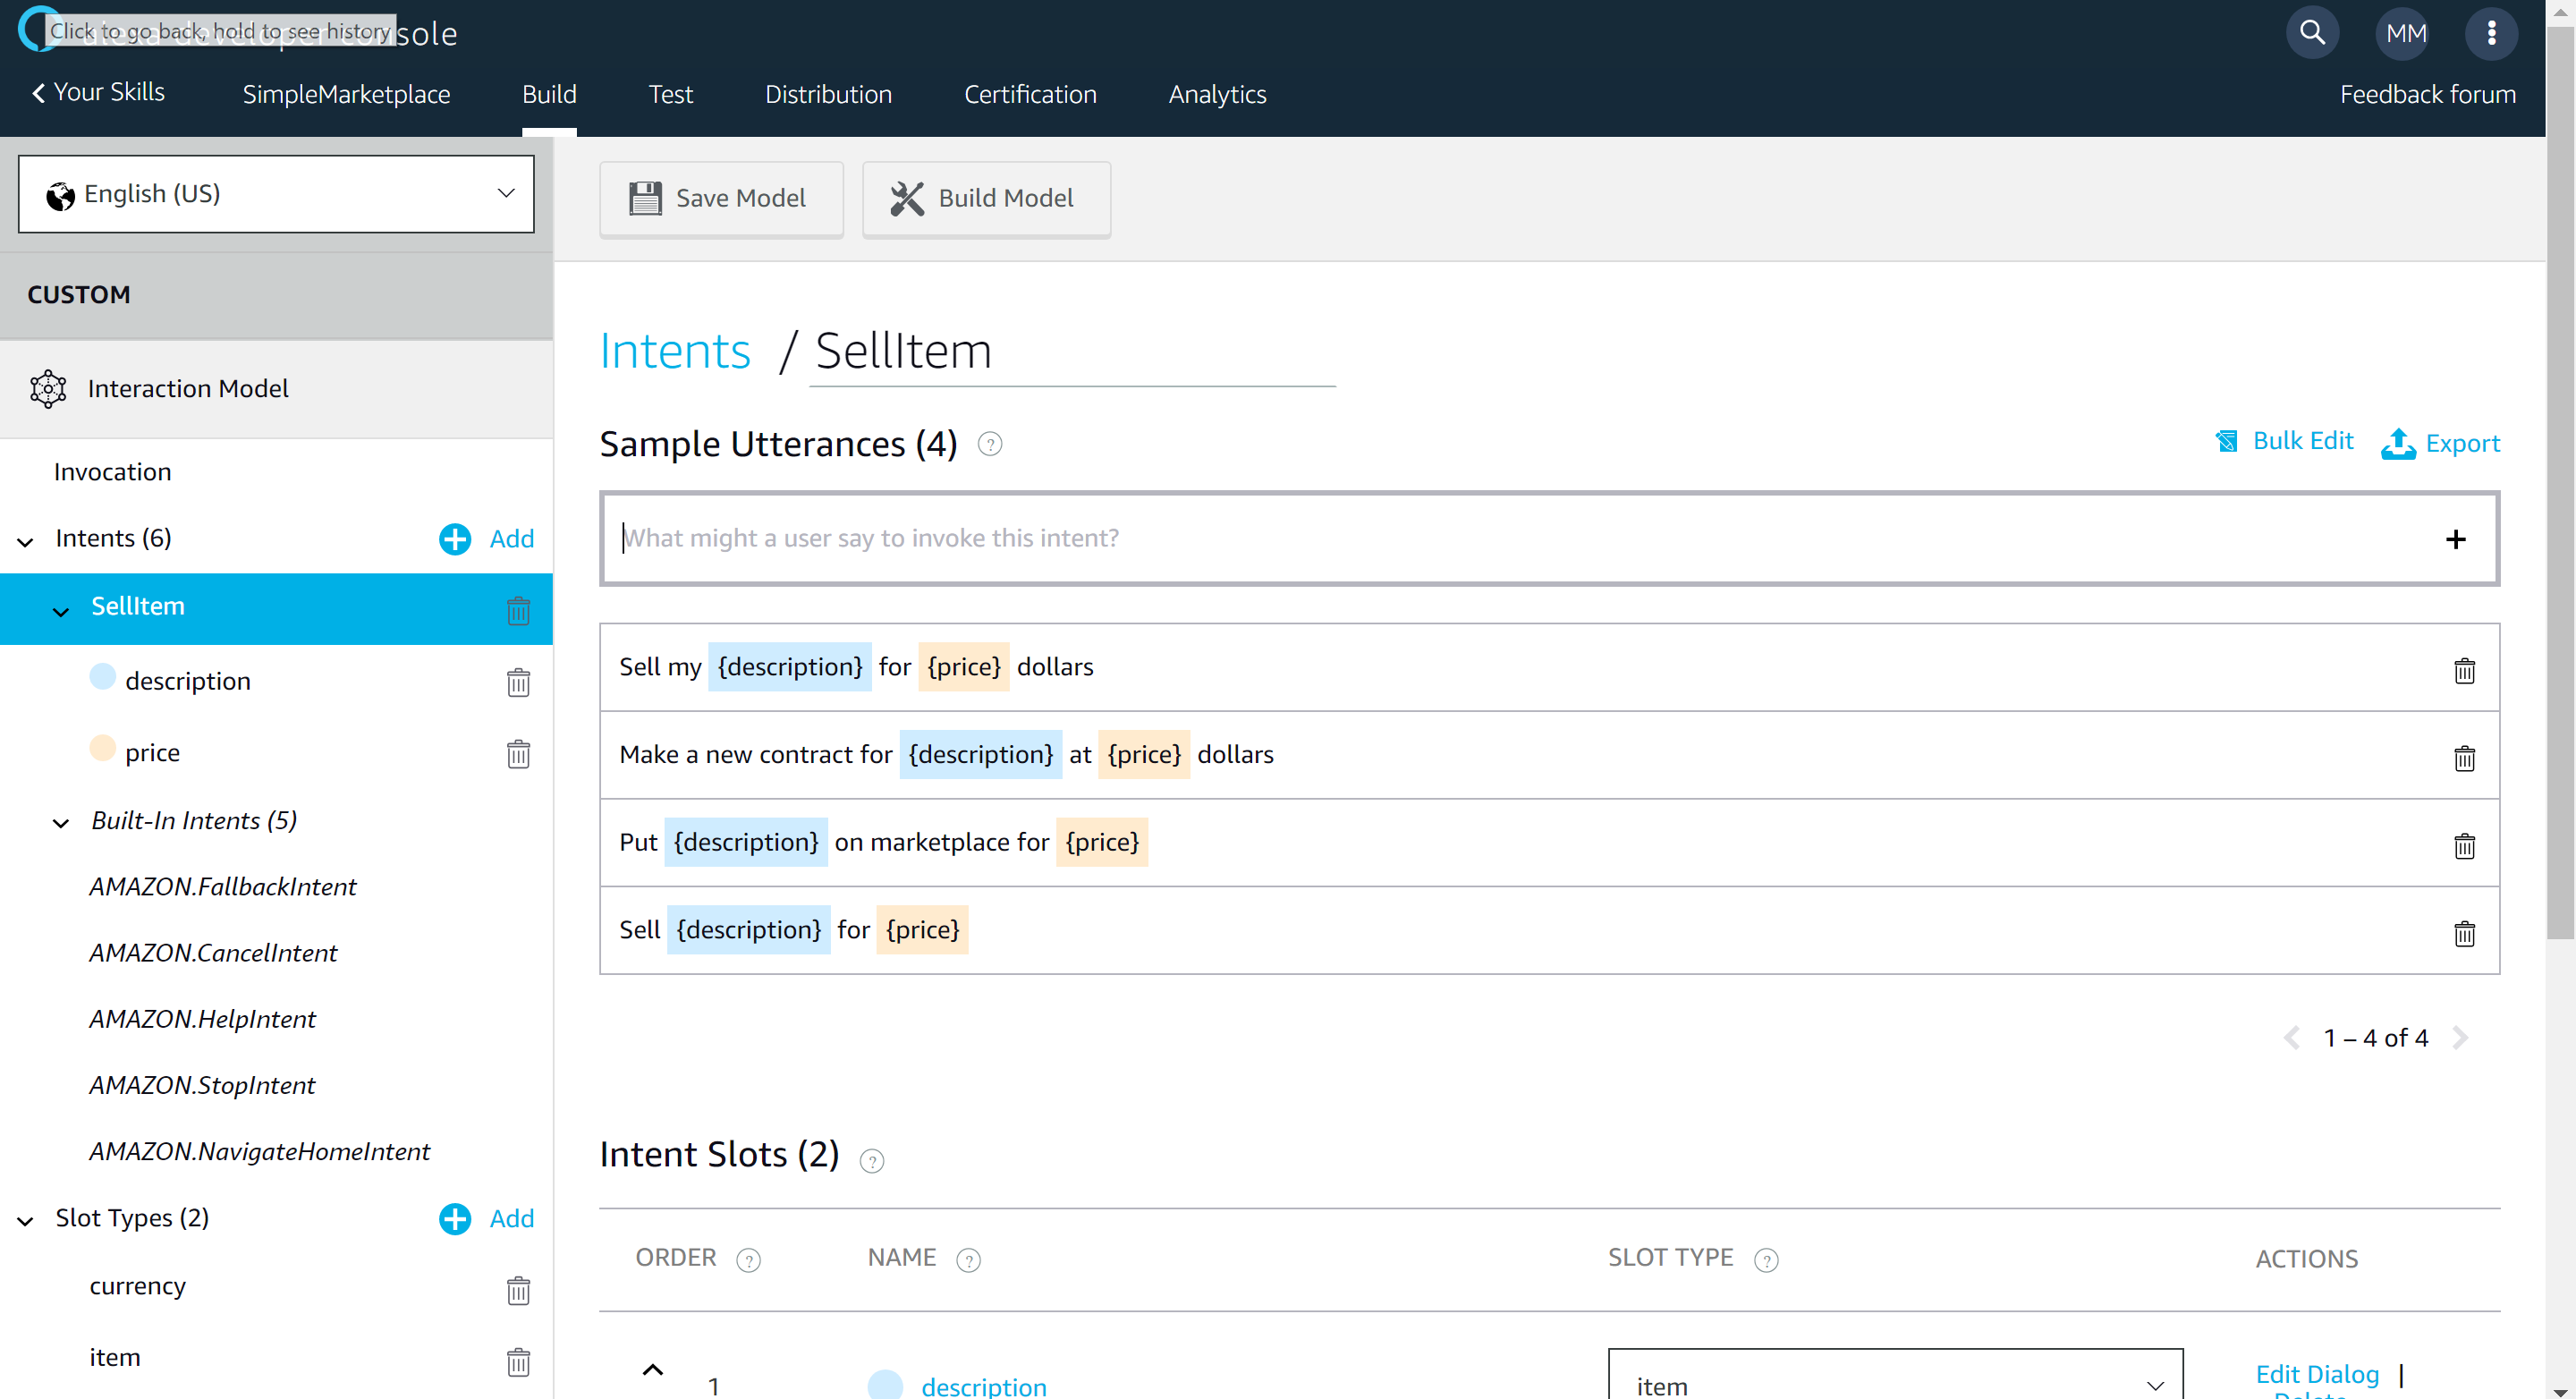 Click to go back, hold to see history
alexa developer console
MM
Your Skills
SimpleMarketplace
Build
Test
Distribution
Certification
Analytics
Feedback forum
English (US)
Save Model
Build Model
CUSTOM
Interaction Model
Invocation
Intents (6)
Add
SellItem
description
price
Built-In Intents (5)
AMAZON.FallbackIntent
AMAZON.CancelIntent
AMAZON.HelpIntent
AMAZON.StopIntent
AMAZON.NavigateHomeIntent
Slot Types (2)
Add
currency
item
Intents / SellItem
Sample Utterances (4) ?
Bulk Edit
Export
What might a user say to invoke this intent?
Sell my {description} for {price} dollars
Make a new contract for {description} at {price} dollars
Put {description} on marketplace for {price}
Sell {description} for {price}
1 – 4 of 4
Intent Slots (2) ?
ORDER ? NAME ? SLOT TYPE ? ACTIONS
1 description item Edit Dialog |
Delete